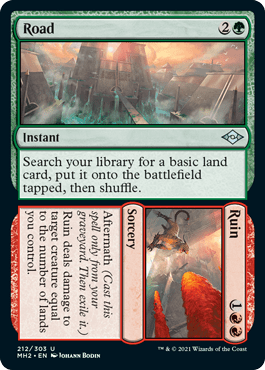 Road
2
Instant
Search your library for a basic land
card, put it onto the battlefield
tapped, then shuffle.
Ruin
1
Sorcery
Aftermath (Cast this
spell only from your
graveyard. Then exile it.)
Ruin deals damage to
target creature equal
to the number of lands
you control.
212/303 U
MH2 • EN Johann Bodin
™ & © 2021 Wizards of the Coast